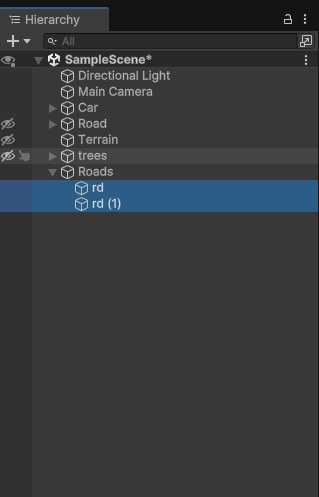 Hierarchy
All
SampleScene*
Directional Light
Main Camera
Car
Road
Terrain
trees
Roads
rd
rd (1)